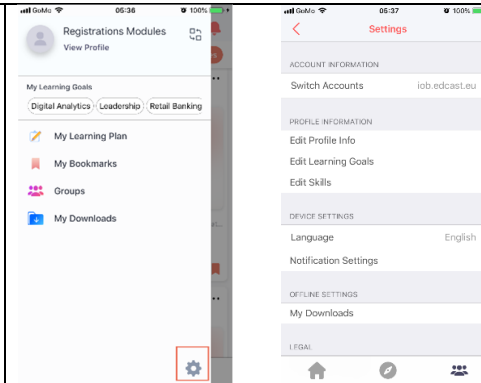 GoMo 05:36 100%
Registrations Modules
View Profile
My Learning Goals
Digital Analytics Leadership Retail Banking
My Learning Plan
My Bookmarks
Groups
My Downloads
GoMo 05:37 100%
Settings
ACCOUNT INFORMATION
Switch Accounts iob.edcast.eu
PROFILE INFORMATION
Edit Profile Info
Edit Learning Goals
Edit Skills
DEVICE SETTINGS
Language English
Notification Settings
OFFLINE SETTINGS
My Downloads
LEGAL